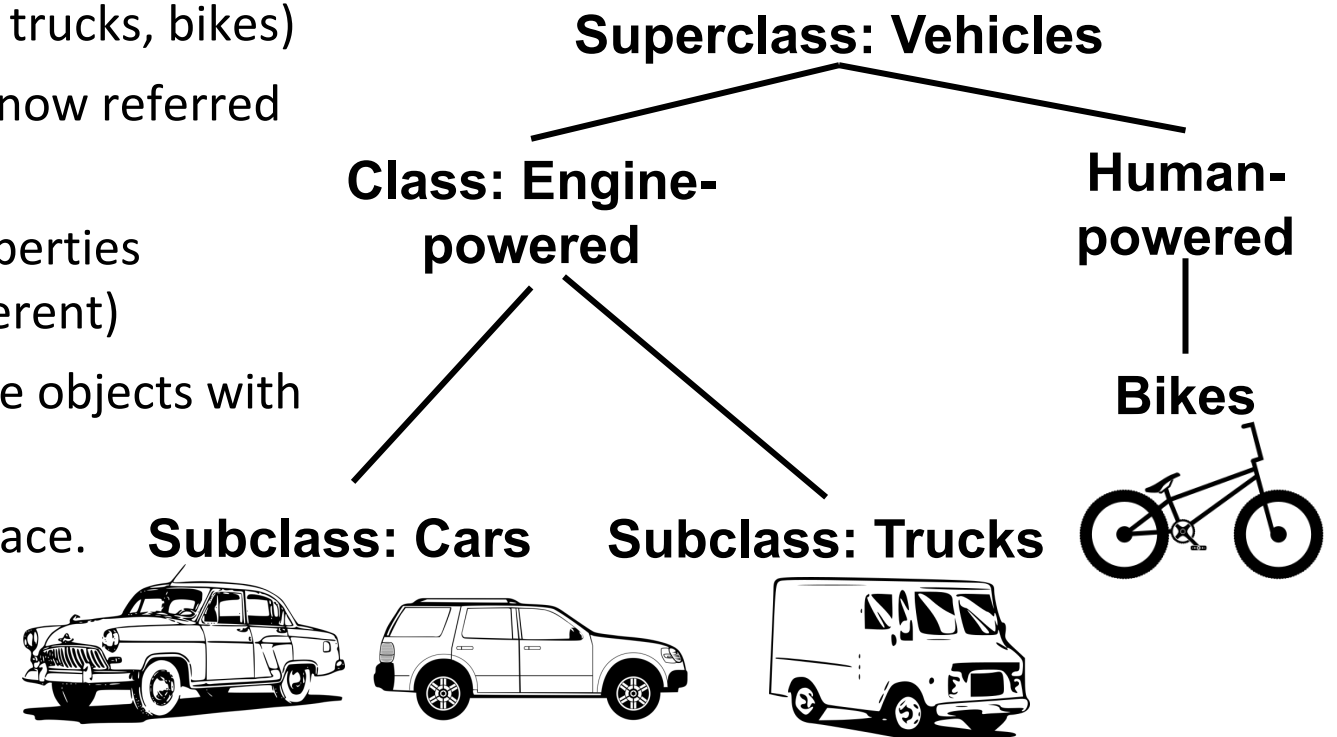 trucks, bikes)
now referred
perties
erent)
e objects with
ace.
Superclass: Vehicles
Class: Engine-
powered
Human-
powered
Bikes
Subclass: Cars
Subclass: Trucks